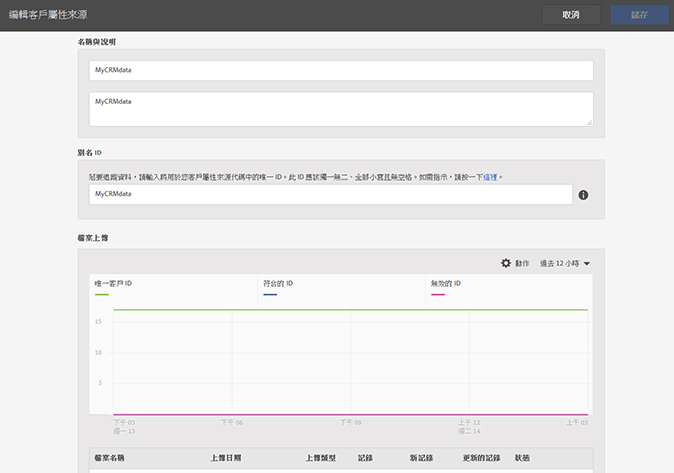 編輯客戶屬性來源
取消
儲存
名稱與說明
MyCRMdata
MyCRMdata
別名 ID
若要追蹤資料，請輸入將用於您客戶屬性來源代碼中的唯一 ID。此 ID 應該獨一無二、全部小寫且無空格。如需指示，請按一下這裡。
MyCRMdata
檔案上傳
動作 過去 12 小時
唯一客戶 ID 符合的 ID 無效的 ID
15
10
5
下午 03 下午 06 下午 09 上午 12 上午 03
週一 13 週二 14
檔案名稱 上傳日期 上傳類型 記錄 新記錄 更新的記錄 狀態